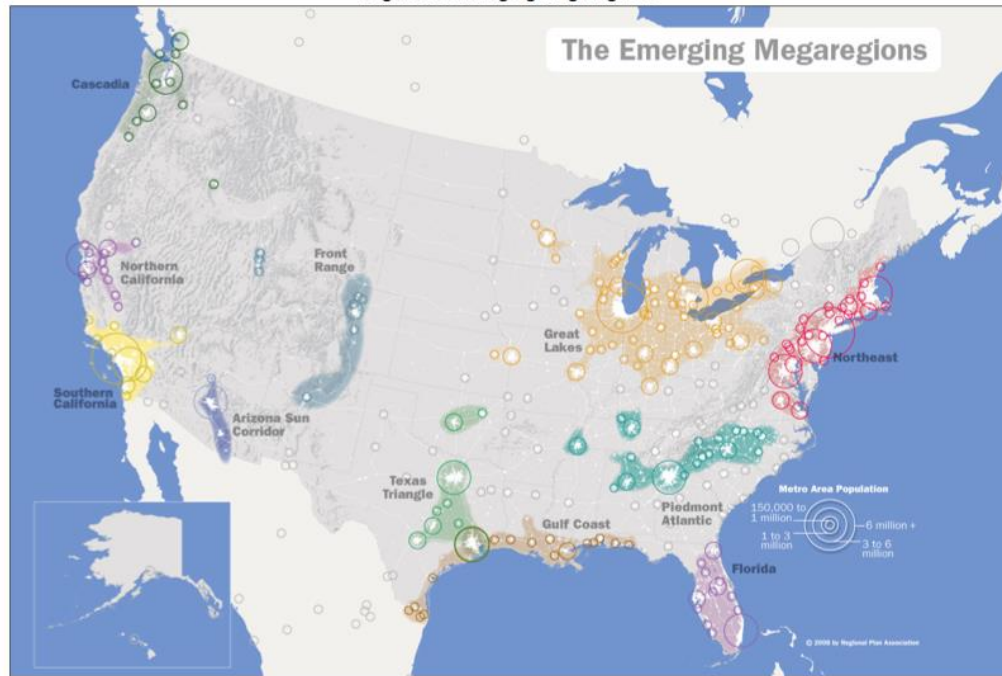 The Emerging Megaregions
Cascadia
Northern
California
Front
Range
Great
Lakes
Northeast
Southern
California
Arizona Sun
Corridor
Texas
Triangle
Gulf Coast
Piedmont
Atlantic
Florida
Metro Area Population
150,000 to
1 million
6 million +
1 to 3
million
3 to 6
million
Regional Plan Association